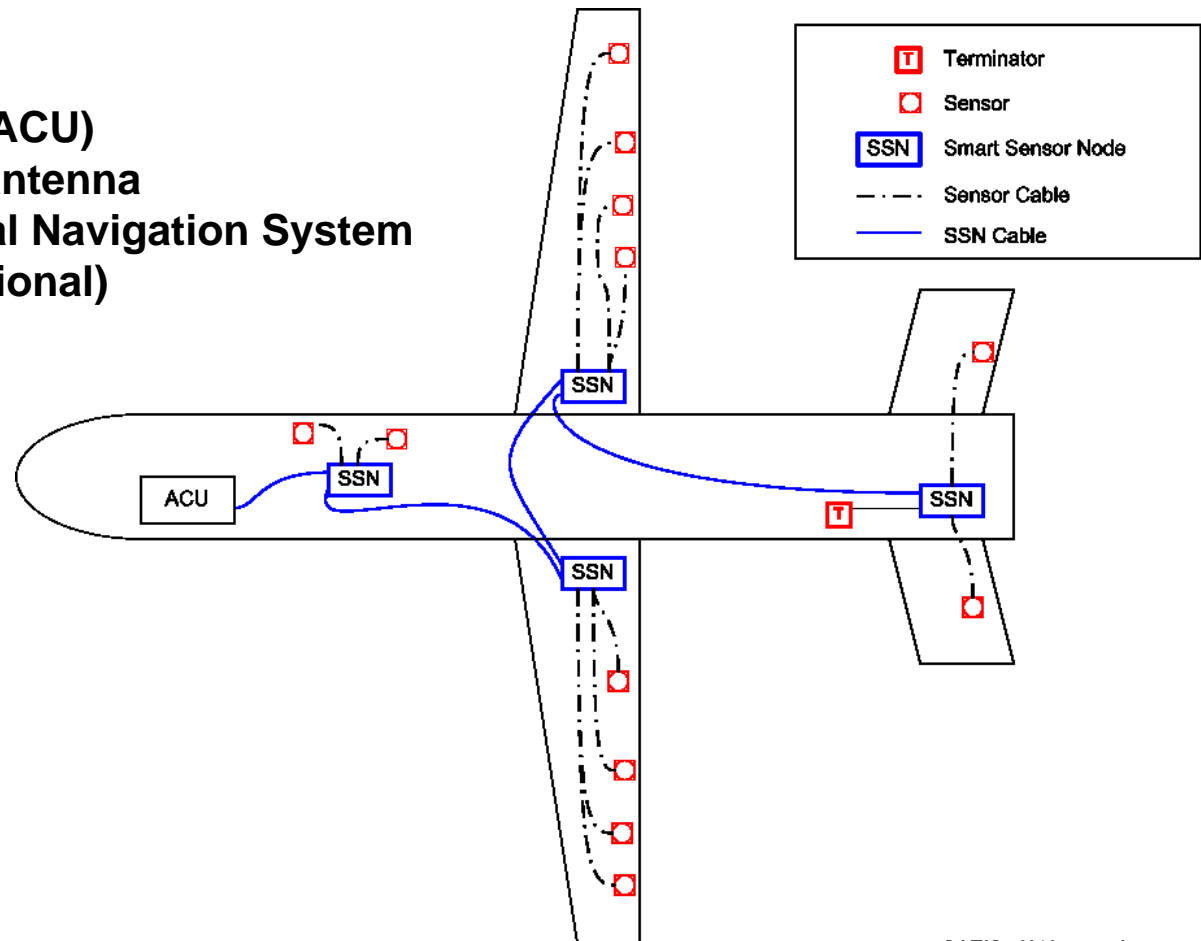 ACU)
ntenna
al Navigation System
ional)
T Terminator
Sensor
SSN Smart Sensor Node
Sensor Cable
SSN Cable
SSN
SSN
ACU
SSN
T
SSN